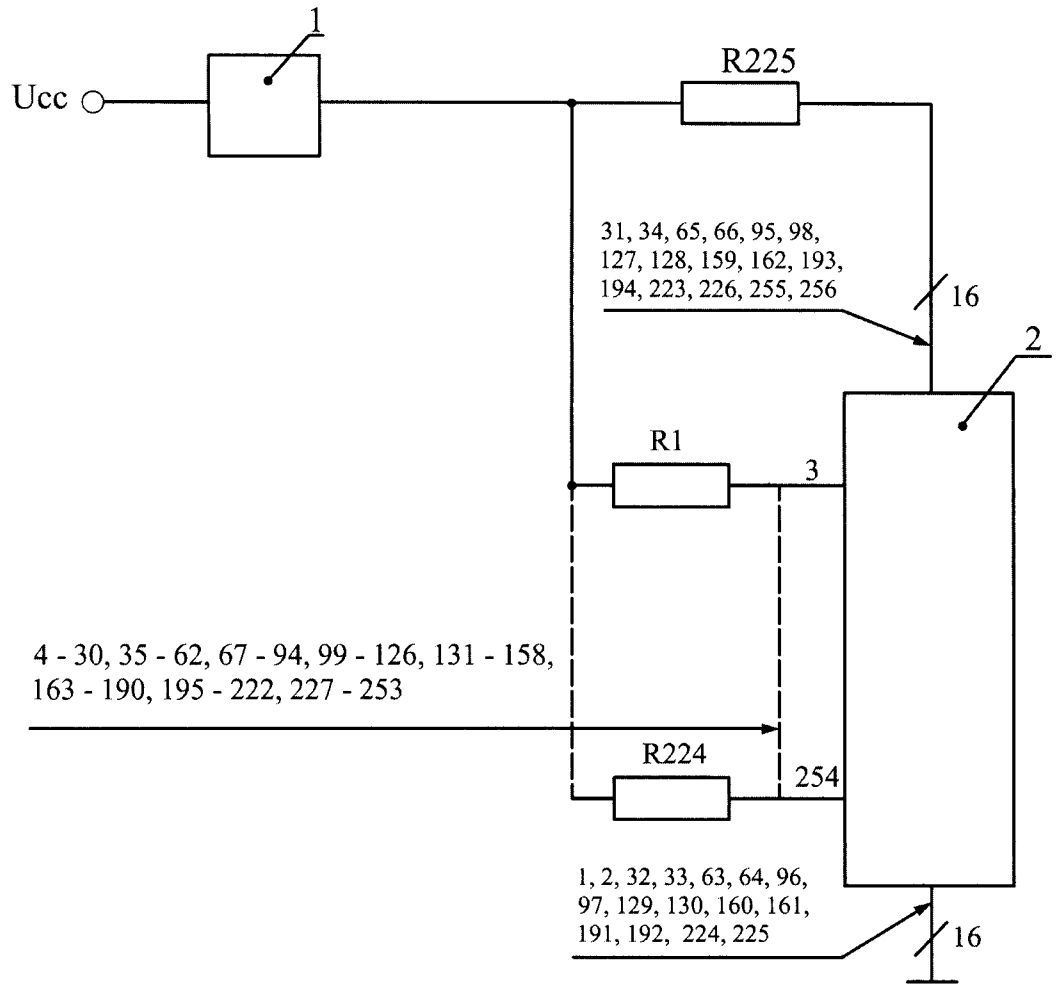 1
Ucc
R225
31, 34, 65, 66, 95, 98,
127, 128, 159, 162, 193,
194, 223, 226, 255, 256
16
2
R1
3
4 - 30, 35 - 62, 67 - 94, 99 - 126, 131 - 158,
163 - 190, 195 - 222, 227 - 253
R224
254
1, 2, 32, 33, 63, 64, 96,
97, 129, 130, 160, 161,
191, 192, 224, 225
16